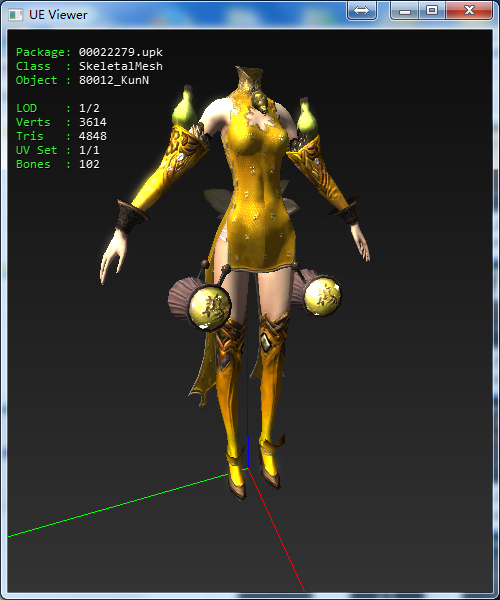 UE Viewer
Package: 00022279.upk
Class : SkeletalMesh
Object : 80012_KunN
LOD : 1/2
Verts : 3614
Tris : 4848
UV Set : 1/1
Bones : 102